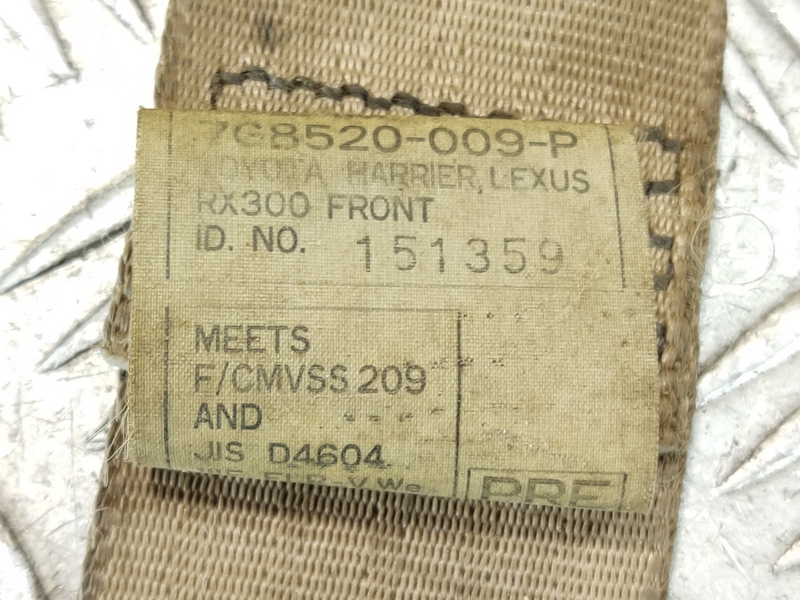 7G8520-009-P
TOYOTA HARRIER, LEXUS
RX300 FRONT
ID. NO. 151359
MEETS
F/CMVSS 209
AND
JIS D4604
PRE